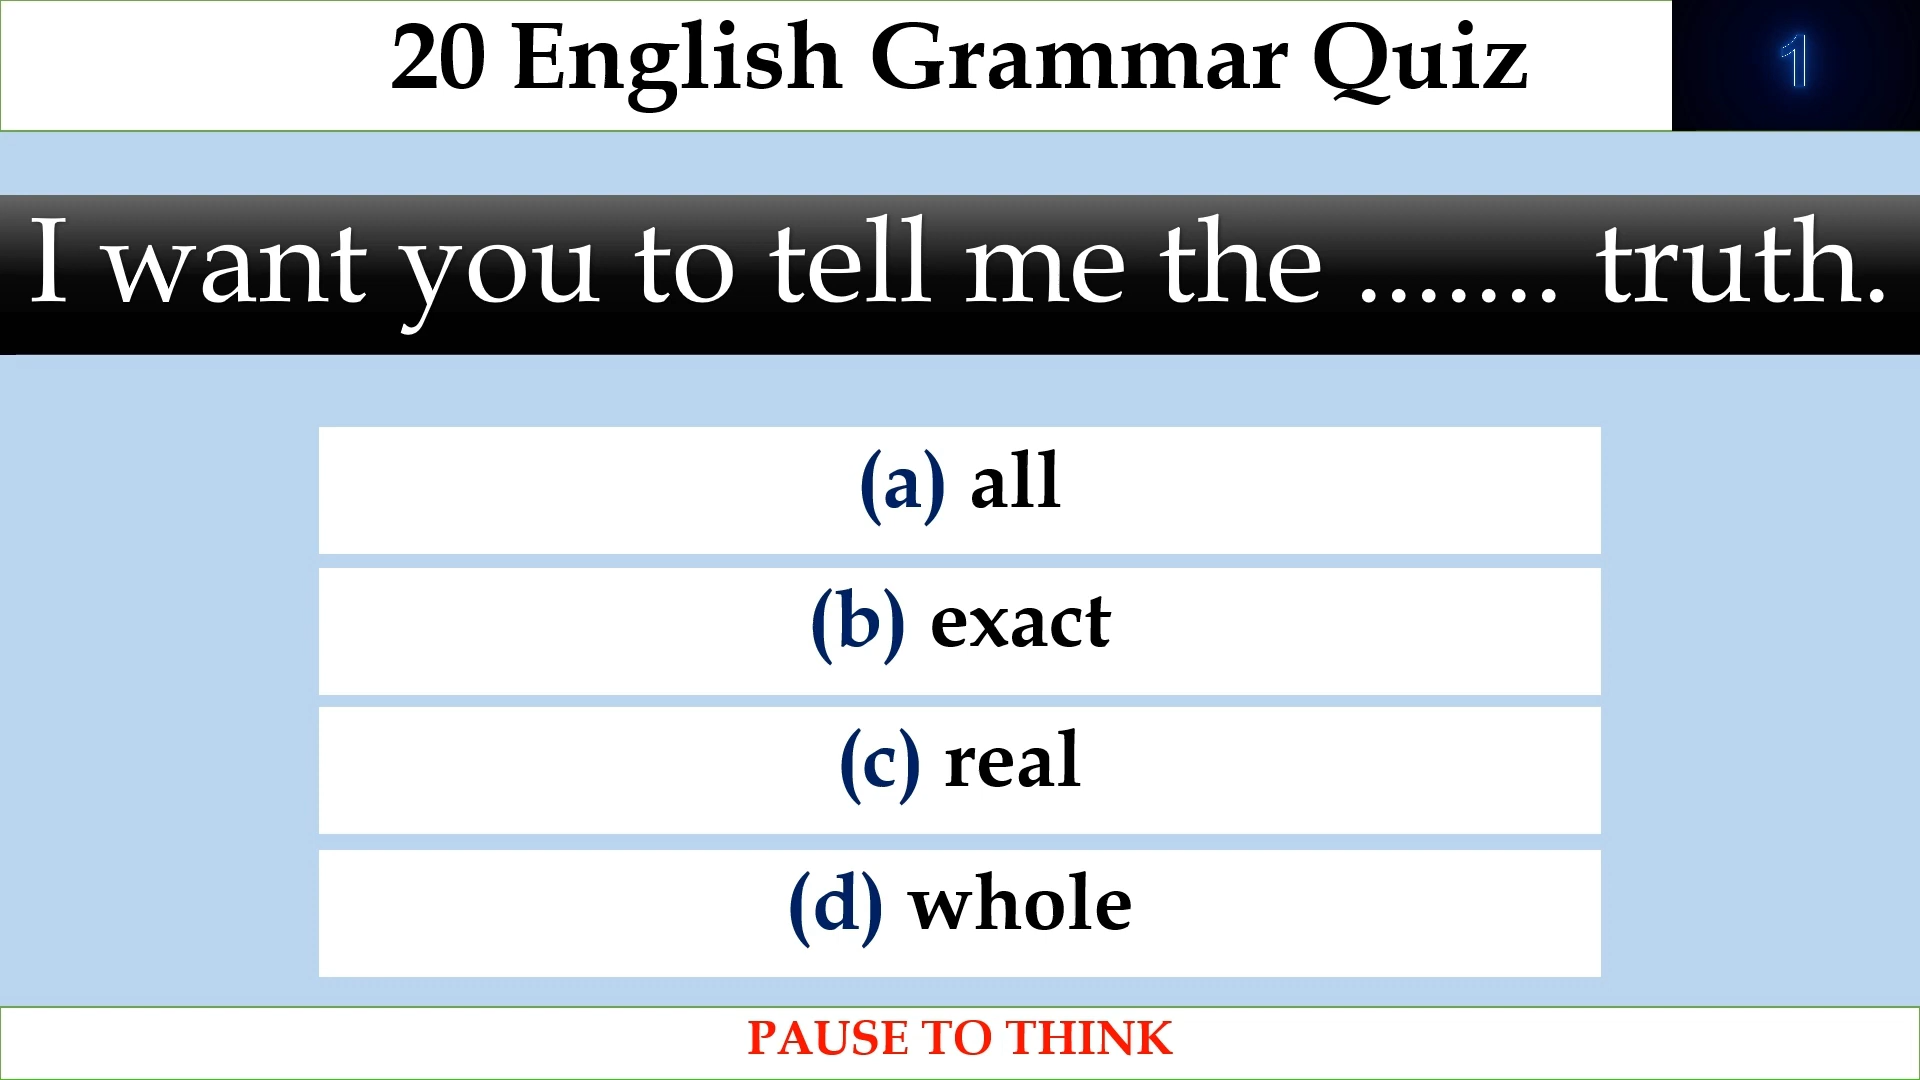 20 English Grammar Quiz
1
I want you to tell me the ....... truth.
(a) all
(b) exact
(c) real
(d) whole
PAUSE TO THINK